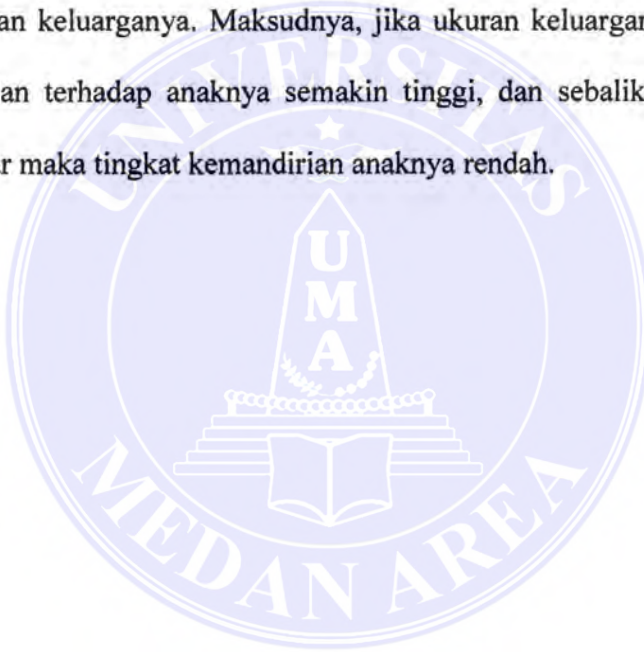 an keluarganya. Maksudnya, jika ukuran keluargan
an terhadap anaknya semakin tinggi, dan sebalik
r maka tingkat kemandirian anaknya rendah.
UNIVERSITAS
U
M
A
MEDAN AREA